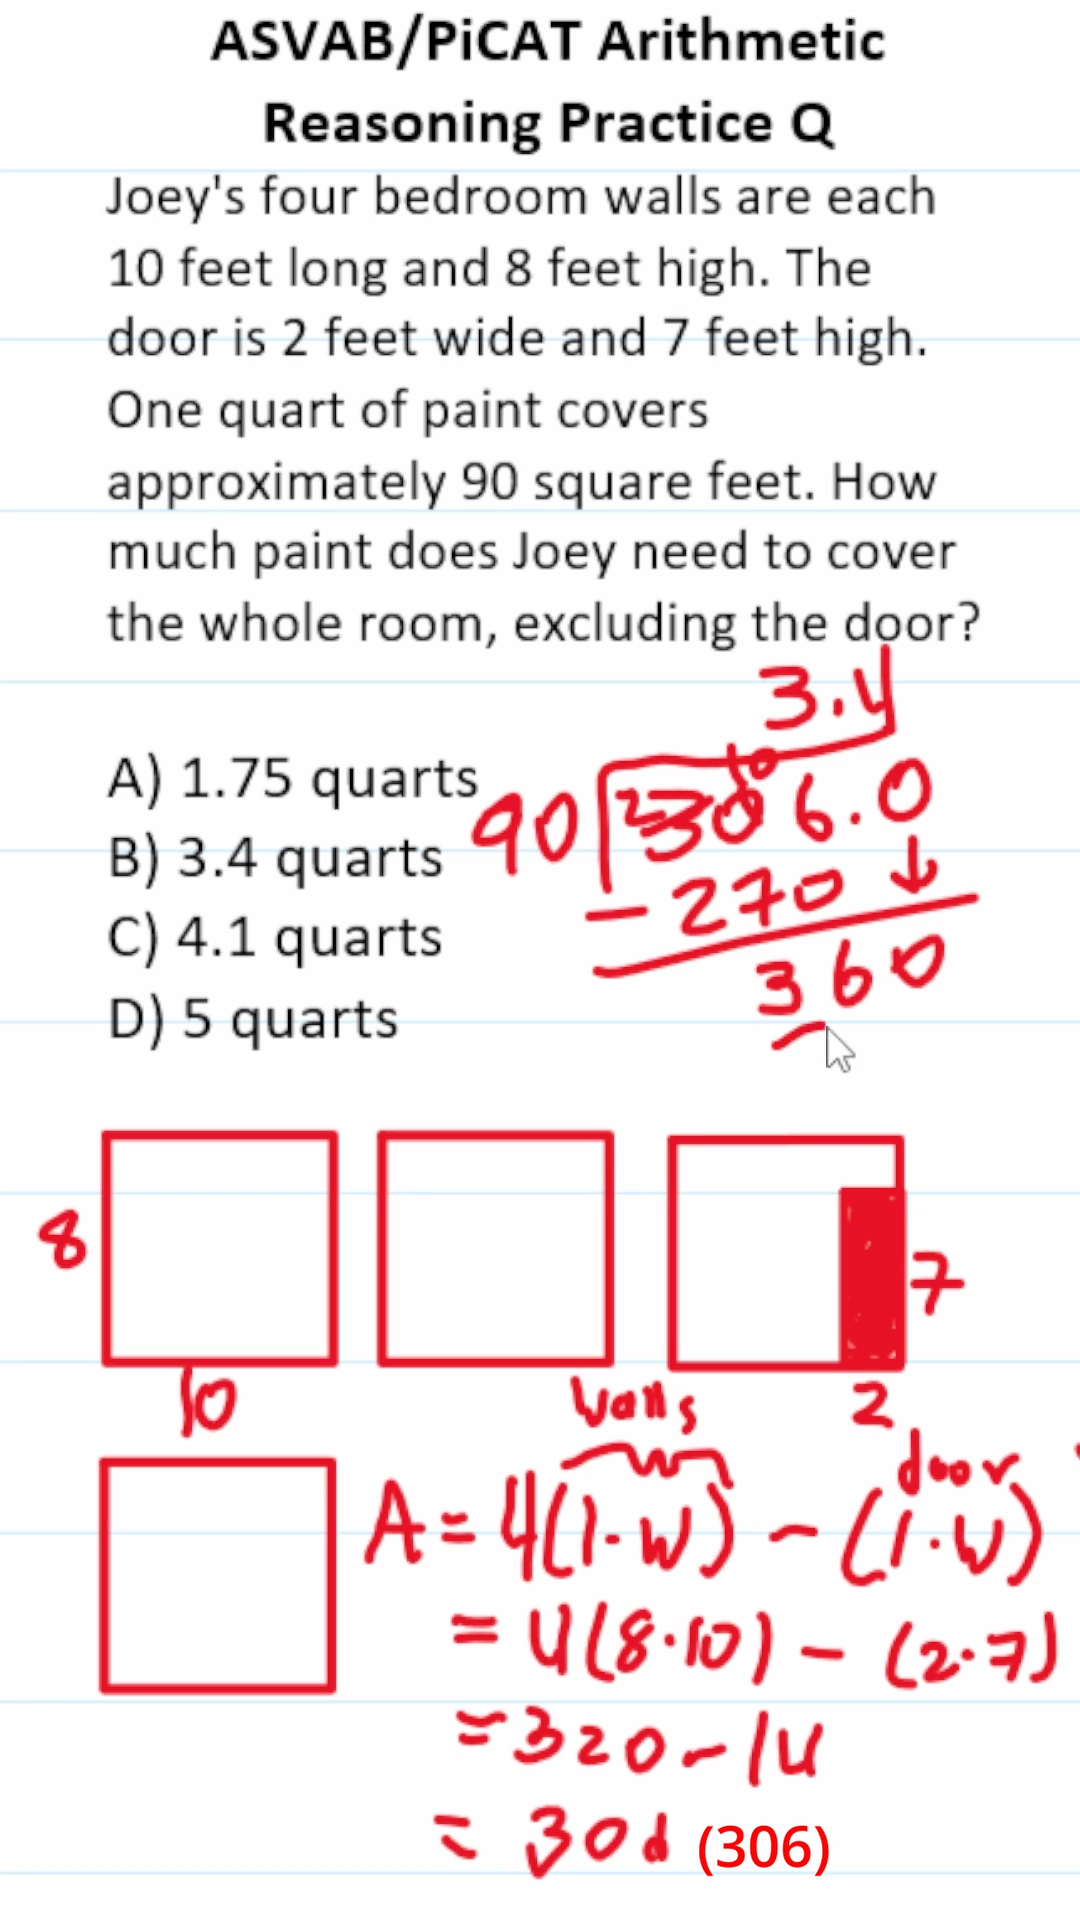 ASVAB/PiCAT Arithmetic
Reasoning Practice Q
Joey's four bedroom walls are each
10 feet long and 8 feet high. The
door is 2 feet wide and 7 feet high.
One quart of paint covers
approximately 90 square feet. How
much paint does Joey need to cover
the whole room, excluding the door?
3.4
A) 1.75 quarts
90 306.0
2 10
B) 3.4 quarts
- 270 ↓
C) 4.1 quarts
360
D) 5 quarts
8
7
10
walls
2
door
A = 4(l·w) - (l·w)
= 4(8·10) - (2·7)
= 320 - 14
= 306 (306)